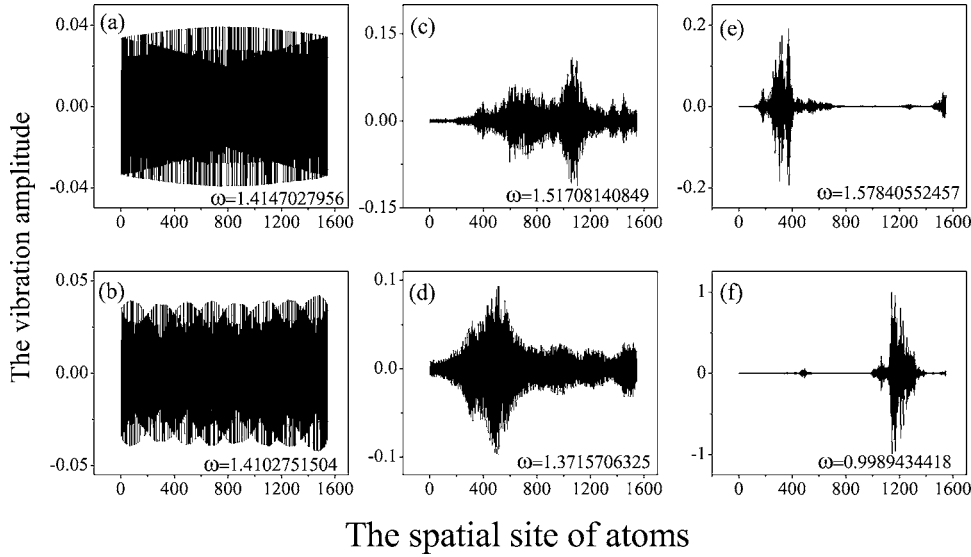 The vibration amplitude
(a)
0.04
0.00
-0.04
ω=1.4147027956
0 400 800 1200 1600
(c)
0.15
0.00
-0.15
ω=1.51708140849
0 400 800 1200 1600
(e)
0.2
0.0
-0.2
ω=1.57840552457
0 400 800 1200 1600
(b)
0.05
0.00
-0.05
ω=1.4102751504
0 400 800 1200 1600
(d)
0.1
0.0
-0.1
ω=1.3715706325
0 400 800 1200 1600
(f)
1
0
-1
ω=0.9989434418
0 400 800 1200 1600
The spatial site of atoms